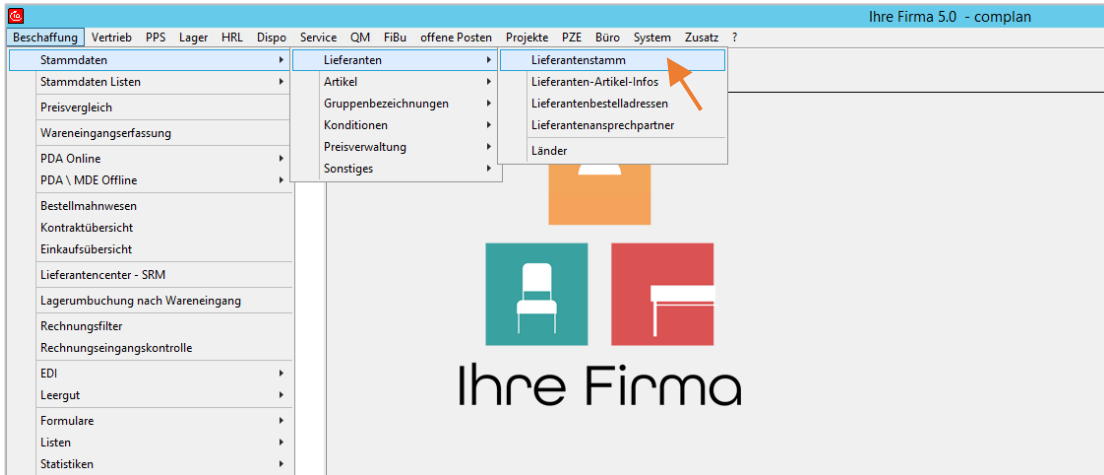 Ihre Firma 5.0 - complan
Beschaffung Vertrieb PPS Lager HRL Dispo Service QM FiBu offene Posten Projekte PZE Büro System Zusatz ?
Stammdaten
Stammdaten Listen
Preisvergleich
Wareneingangserfassung
PDA Online
PDA \ MDE Offline
Bestellmahnwesen
Kontraktübersicht
Einkaufsübersicht
Lieferantencenter - SRM
Lagerumbuchung nach Wareneingang
Rechnungsfilter
Rechnungseingangskontrolle
EDI
Leergut
Formulare
Listen
Statistiken
Lieferanten
Artikel
Gruppenbezeichnungen
Konditionen
Preisverwaltung
Sonstiges
Lieferantenstamm
Lieferanten-Artikel-Infos
Lieferantenbestelladressen
Lieferantenansprechpartner
Länder
Ihre Firma